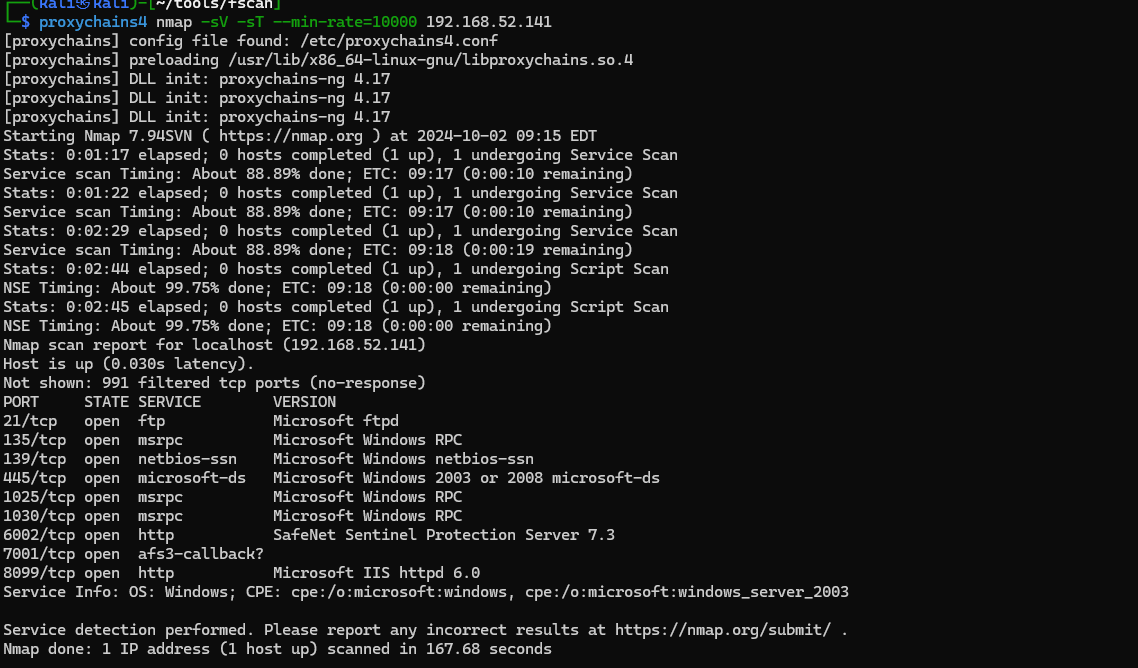 ┌──(kali㉿kali)-[~/tools/fscan]
└─$ proxychains4 nmap -sV -sT --min-rate=10000 192.168.52.141
[proxychains] config file found: /etc/proxychains4.conf
[proxychains] preloading /usr/lib/x86_64-linux-gnu/libproxychains.so.4
[proxychains] DLL init: proxychains-ng 4.17
[proxychains] DLL init: proxychains-ng 4.17
[proxychains] DLL init: proxychains-ng 4.17
Starting Nmap 7.94SVN ( https://nmap.org ) at 2024-10-02 09:15 EDT
Stats: 0:01:17 elapsed; 0 hosts completed (1 up), 1 undergoing Service Scan
Service scan Timing: About 88.89% done; ETC: 09:17 (0:00:10 remaining)
Stats: 0:01:22 elapsed; 0 hosts completed (1 up), 1 undergoing Service Scan
Service scan Timing: About 88.89% done; ETC: 09:17 (0:00:10 remaining)
Stats: 0:02:29 elapsed; 0 hosts completed (1 up), 1 undergoing Service Scan
Service scan Timing: About 88.89% done; ETC: 09:18 (0:00:19 remaining)
Stats: 0:02:44 elapsed; 0 hosts completed (1 up), 1 undergoing Script Scan
NSE Timing: About 99.75% done; ETC: 09:18 (0:00:00 remaining)
Stats: 0:02:45 elapsed; 0 hosts completed (1 up), 1 undergoing Script Scan
NSE Timing: About 99.75% done; ETC: 09:18 (0:00:00 remaining)
Nmap scan report for localhost (192.168.52.141)
Host is up (0.030s latency).
Not shown: 991 filtered tcp ports (no-response)
PORT     STATE SERVICE        VERSION
21/tcp   open  ftp            Microsoft ftpd
135/tcp  open  msrpc          Microsoft Windows RPC
139/tcp  open  netbios-ssn    Microsoft Windows netbios-ssn
445/tcp  open  microsoft-ds   Microsoft Windows 2003 or 2008 microsoft-ds
1025/tcp open  msrpc          Microsoft Windows RPC
1030/tcp open  msrpc          Microsoft Windows RPC
6002/tcp open  http           SafeNet Sentinel Protection Server 7.3
7001/tcp open  afs3-callback?
8099/tcp open  http           Microsoft IIS httpd 6.0
Service Info: OS: Windows; CPE: cpe:/o:microsoft:windows, cpe:/o:microsoft:windows_server_2003
Service detection performed. Please report any incorrect results at https://nmap.org/submit/ .
Nmap done: 1 IP address (1 host up) scanned in 167.68 seconds